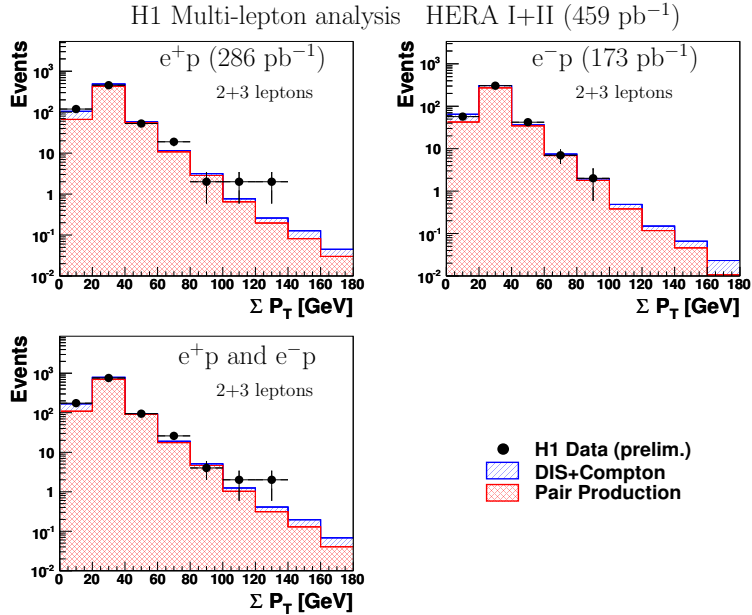 H1 Multi-lepton analysis HERA I+II (459 pb⁻¹)
e⁺p (286 pb⁻¹)
2+3 leptons
Events
10³
10²
10
1
10⁻¹
10⁻²
0 20 40 60 80 100 120 140 160 180
Σ P_T [GeV]
e⁻p (173 pb⁻¹)
2+3 leptons
Events
10³
10²
10
1
10⁻¹
10⁻²
0 20 40 60 80 100 120 140 160 180
Σ P_T [GeV]
e⁺p and e⁻p
2+3 leptons
Events
10³
10²
10
1
10⁻¹
10⁻²
0 20 40 60 80 100 120 140 160 180
Σ P_T [GeV]
H1 Data (prelim.)
DIS+Compton
Pair Production